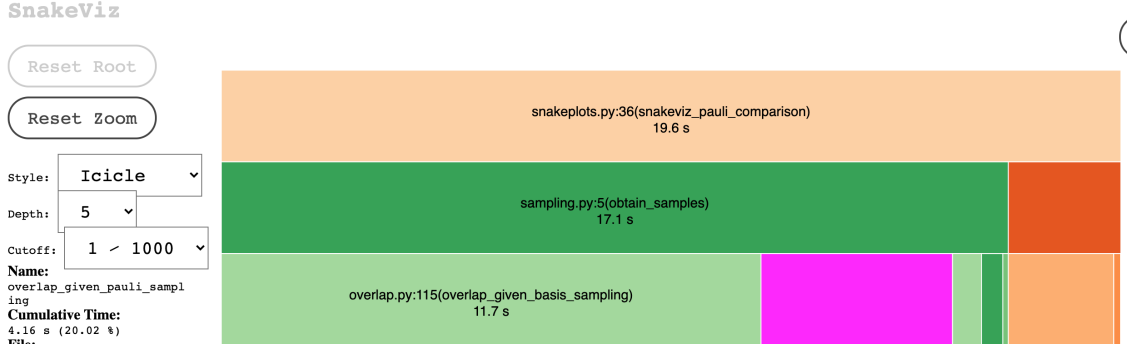 SnakeViz
Reset Root
Reset Zoom
Style: Icicle
Depth: 5
Cutoff: 1 / 1000
Name:
overlap_given_pauli_sampl
ing
Cumulative Time:
4.16 s (20.02 %)
File:
snakeplots.py:36(snakeviz_pauli_comparison)
19.6 s
sampling.py:5(obtain_samples)
17.1 s
overlap.py:115(overlap_given_basis_sampling)
11.7 s